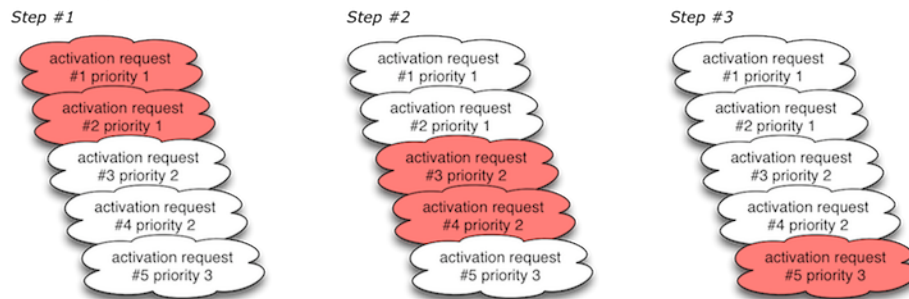 Step #1
activation request
#1 priority 1
activation request
#2 priority 1
activation request
#3 priority 2
activation request
#4 priority 2
activation request
#5 priority 3
Step #2
activation request
#1 priority 1
activation request
#2 priority 1
activation request
#3 priority 2
activation request
#4 priority 2
activation request
#5 priority 3
Step #3
activation request
#1 priority 1
activation request
#2 priority 1
activation request
#3 priority 2
activation request
#4 priority 2
activation request
#5 priority 3